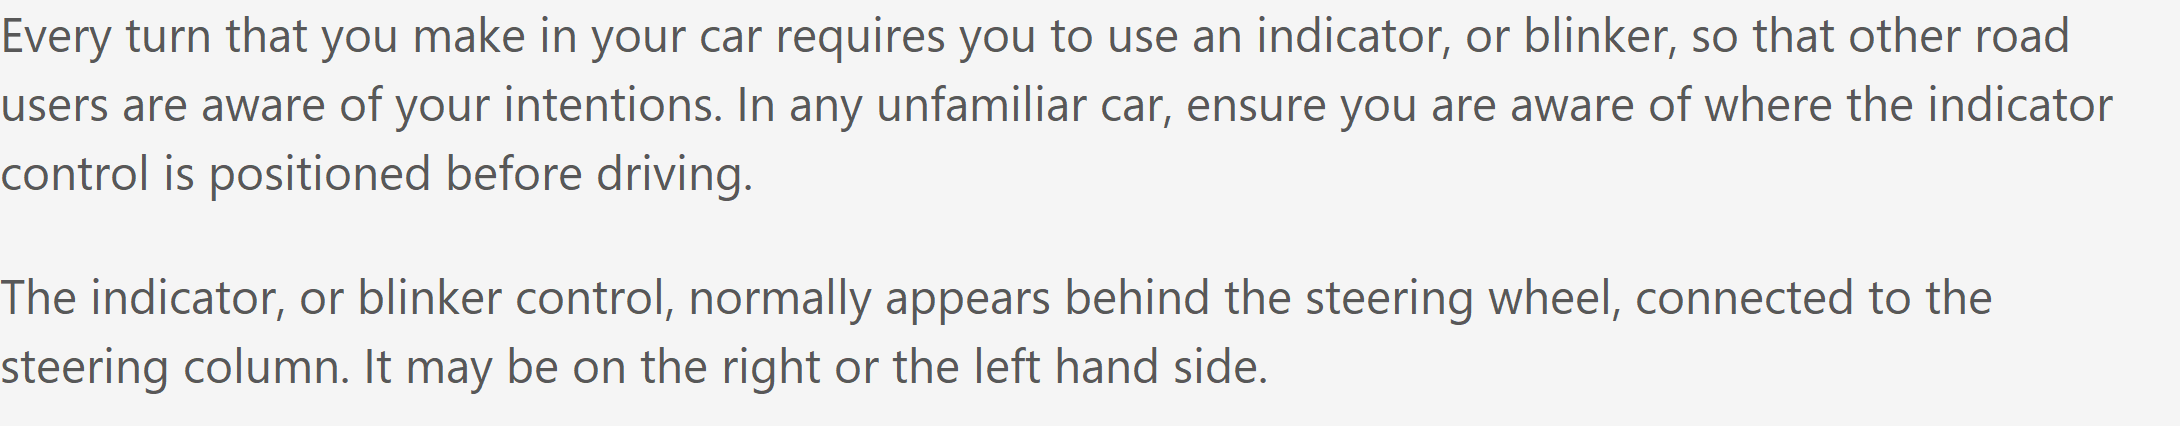 Every turn that you make in your car requires you to use an indicator, or blinker, so that other road
users are aware of your intentions. In any unfamiliar car, ensure you are aware of where the indicator
control is positioned before driving.
The indicator, or blinker control, normally appears behind the steering wheel, connected to the
steering column. It may be on the right or the left hand side.